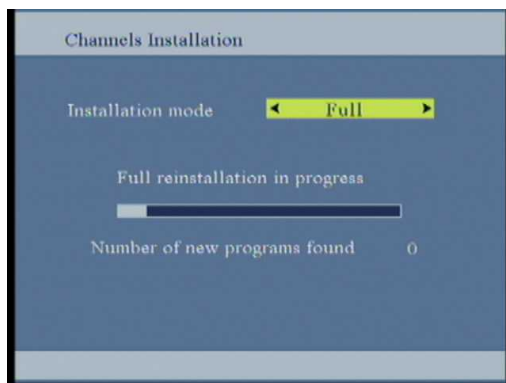 Channels Installation
Installation mode Full
Full reinstallation in progress
Number of new programs found 0